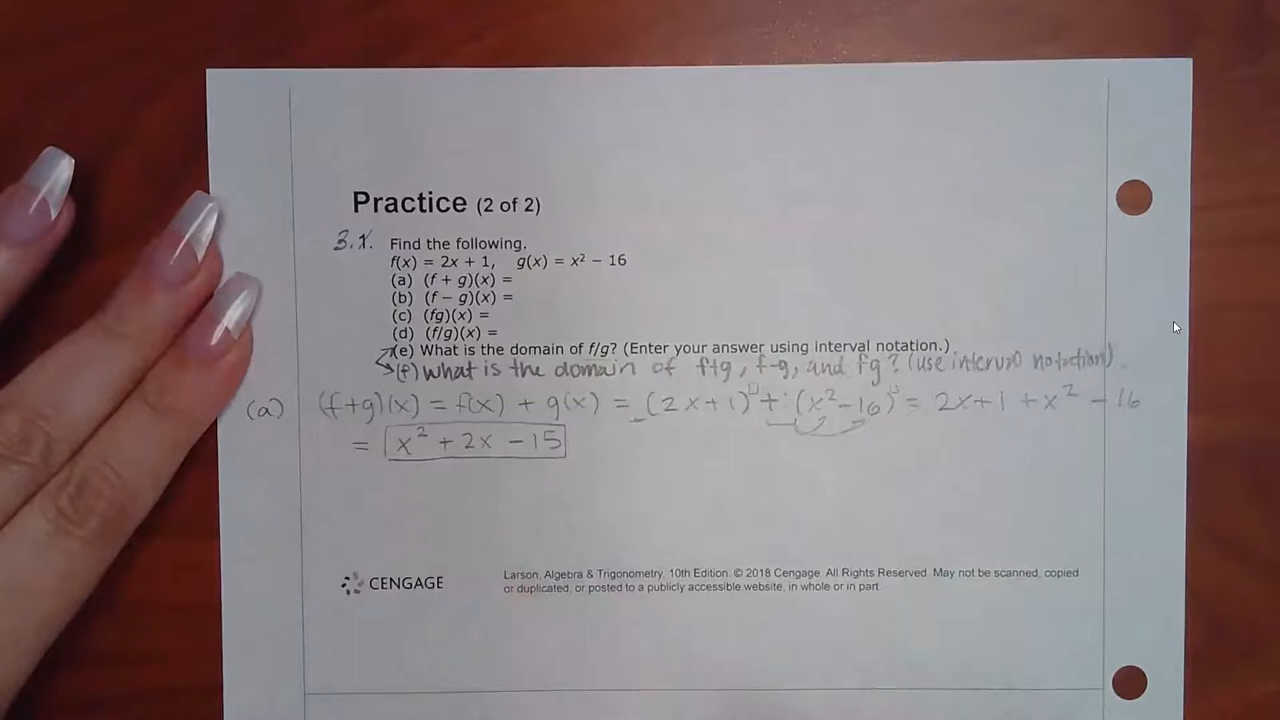 Practice (2 of 2)
3. Find the following.
f(x) = 2x + 1, g(x) = x² − 16
(a) (f + g)(x) =
(b) (f − g)(x) =
(c) (fg)(x) =
(d) (f/g)(x) =
(e) What is the domain of f/g? (Enter your answer using interval notation.)
(f) What is the domain of f+g, f-g, and fg? (use interval notation).
(a) (f+g)(x) = f(x) + g(x) = (2x+1) + (x²-16) = 2x+1 + x² - 16
= x² + 2x - 15
CENGAGE
Larson, Algebra & Trigonometry, 10th Edition. © 2018 Cengage. All Rights Reserved. May not be scanned, copied
or duplicated, or posted to a publicly accessible website, in whole or in part.